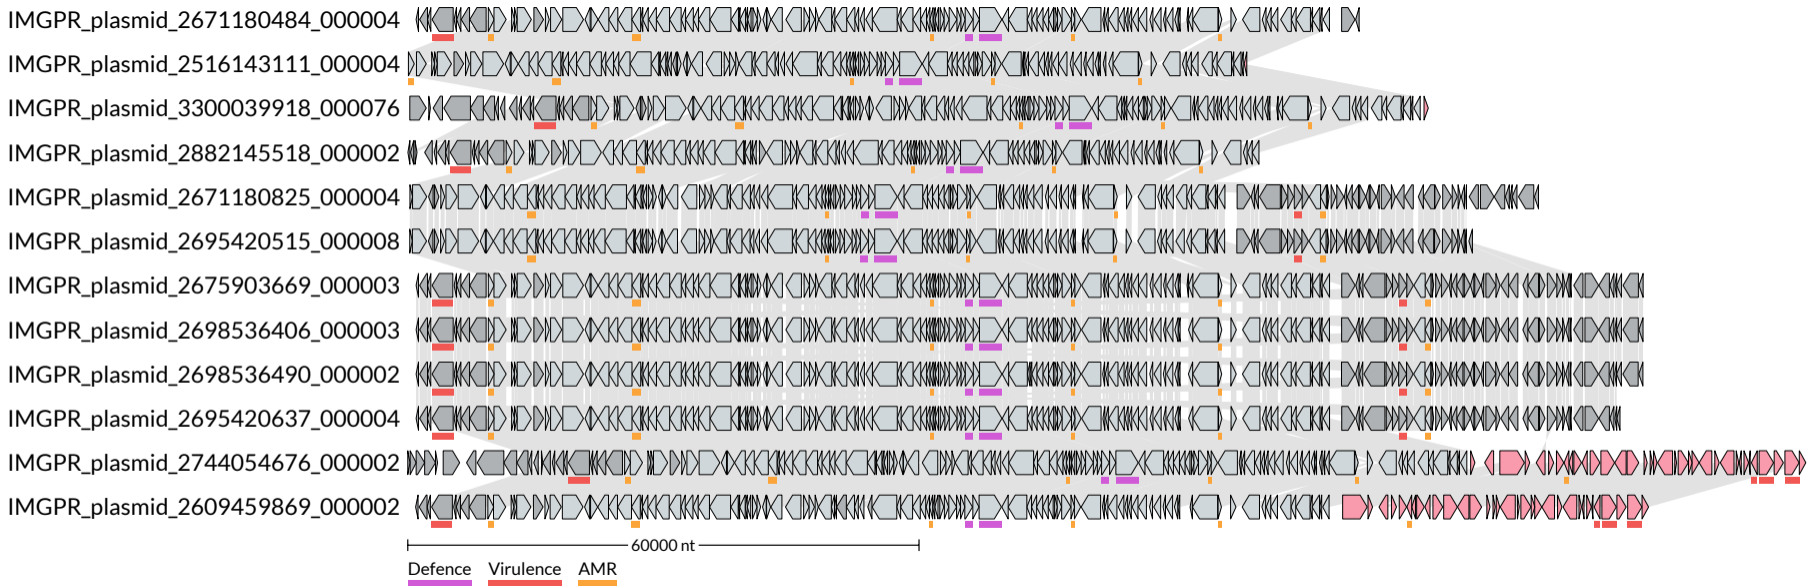 IMGPR_plasmid_2671180484_000004
IMGPR_plasmid_2516143111_000004
IMGPR_plasmid_3300039918_000076
IMGPR_plasmid_2882145518_000002
IMGPR_plasmid_2671180825_000004
IMGPR_plasmid_2695420515_000008
IMGPR_plasmid_2675903669_000003
IMGPR_plasmid_2698536406_000003
IMGPR_plasmid_2698536490_000002
IMGPR_plasmid_2695420637_000004
IMGPR_plasmid_2744054676_000002
IMGPR_plasmid_2609459869_000002
60000 nt
Defence Virulence AMR